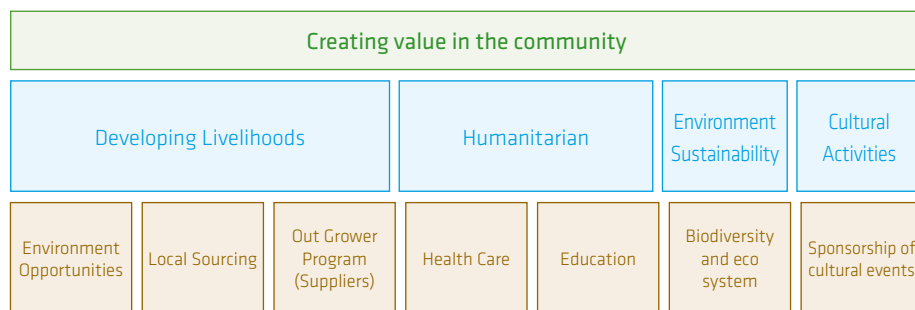 Creating value in the community
Developing Livelihoods
Humanitarian
Environment
Sustainability
Cultural
Activities
Environment
Opportunities
Local Sourcing
Out Grower
Program
(Suppliers)
Health Care
Education
Biodiversity
and eco
system
Sponsorship of
cultural events